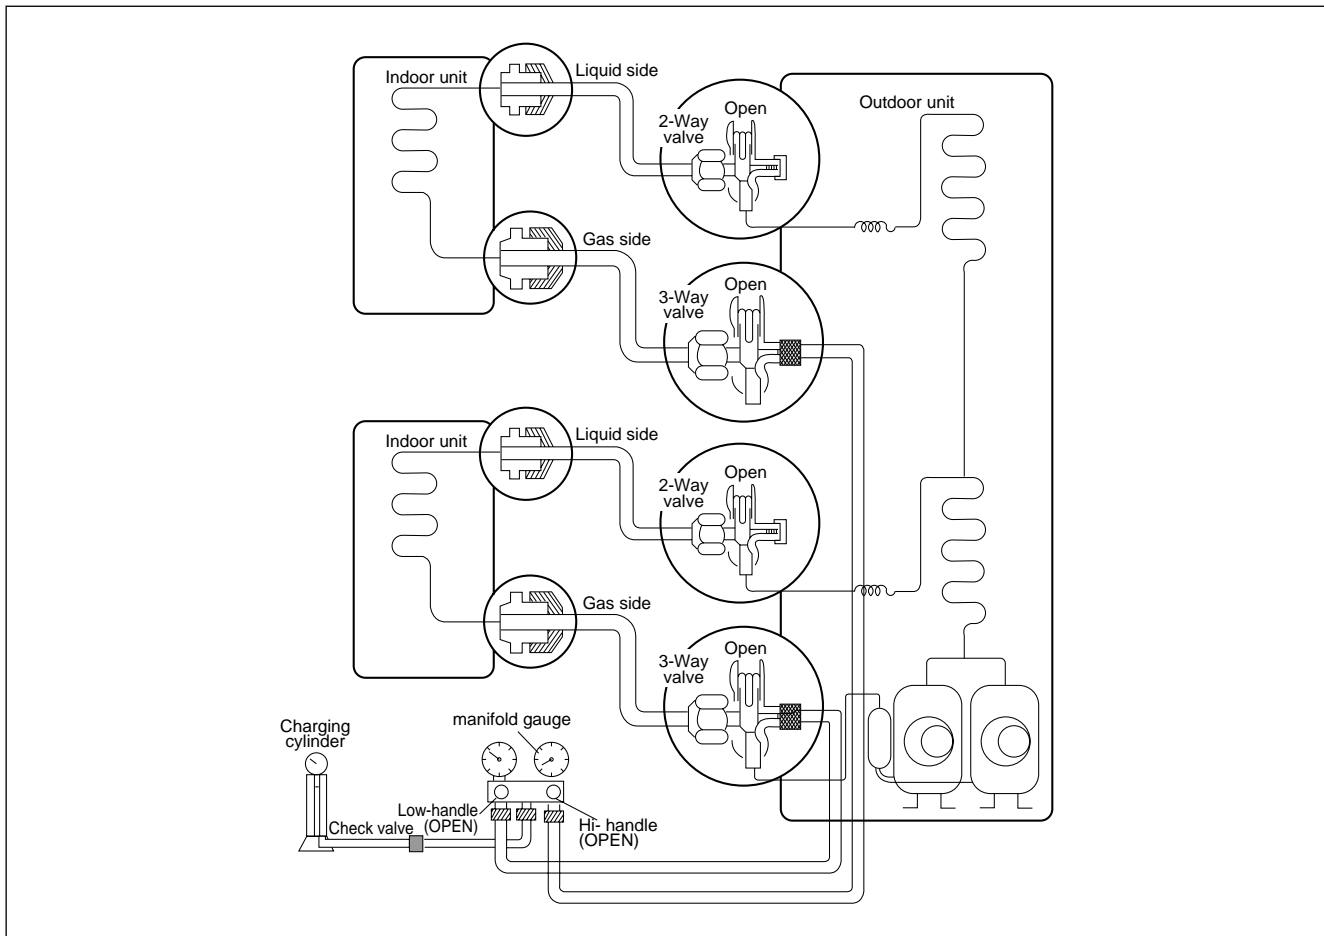 Indoor unit
Liquid side
2-Way
valve
Open
Outdoor unit
Gas side
3-Way
valve
Open
Indoor unit
Liquid side
2-Way
valve
Open
Gas side
3-Way
valve
Open
Charging
cylinder
manifold gauge
Low-handle
(OPEN)
Check valve
Hi- handle
(OPEN)